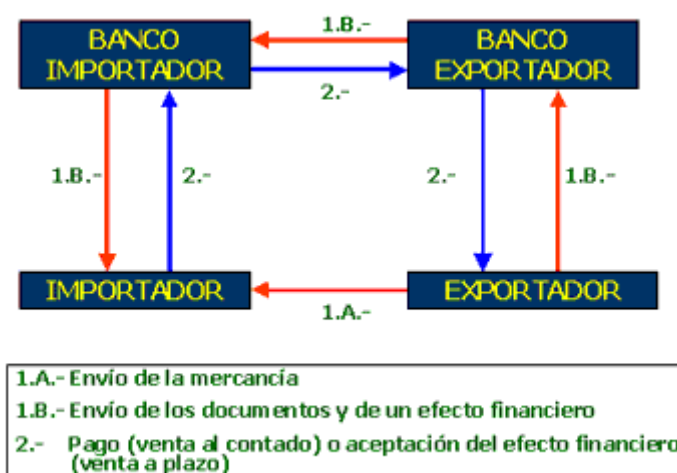 1.B.-
BANCO
IMPORTADOR
BANCO
EXPORTADOR
2.-
1.B.-
2.-
2.-
1.B.-
IMPORTADOR
EXPORTADOR
1.A.-
1.A.- Envío de la mercancía
1.B.- Envío de los documentos y de un efecto financiero
2.- Pago (venta al contado) o aceptación del efecto financiero
(venta a plazo)